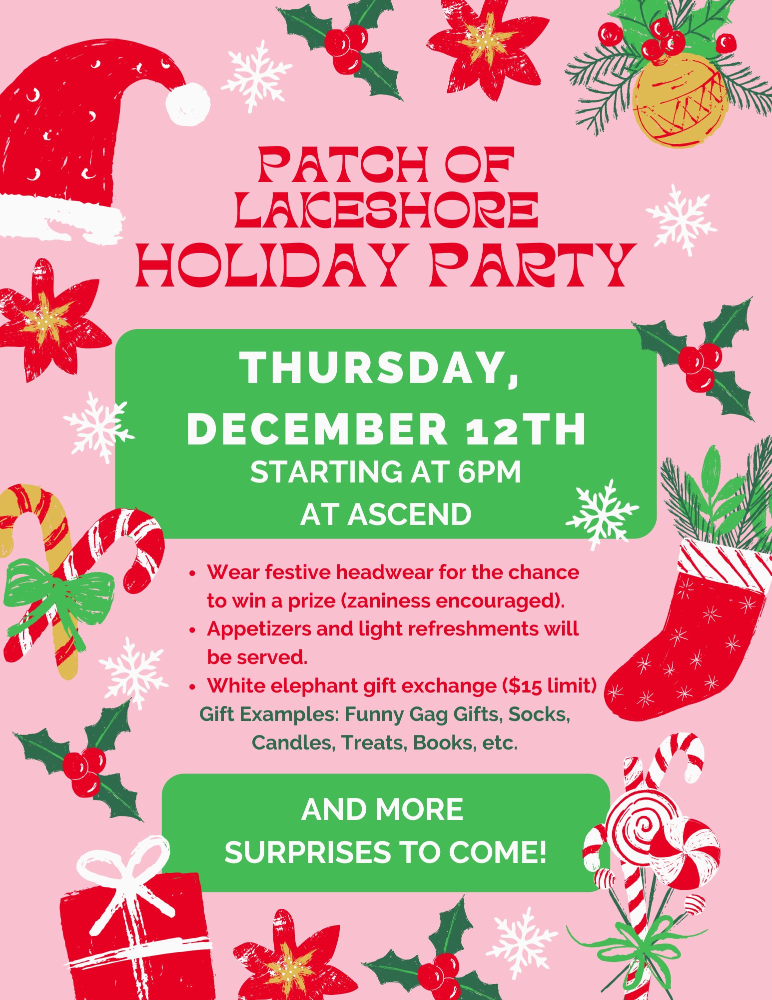 PATCH OF
LAKESHORE
HOLIDAY PARTY
THURSDAY,
DECEMBER 12TH
STARTING AT 6PM
AT ASCEND
• Wear festive headwear for the chance
to win a prize (zaniness encouraged).
• Appetizers and light refreshments will
be served.
• White elephant gift exchange ($15 limit)
Gift Examples: Funny Gag Gifts, Socks,
Candles, Treats, Books, etc.
AND MORE
SURPRISES TO COME!